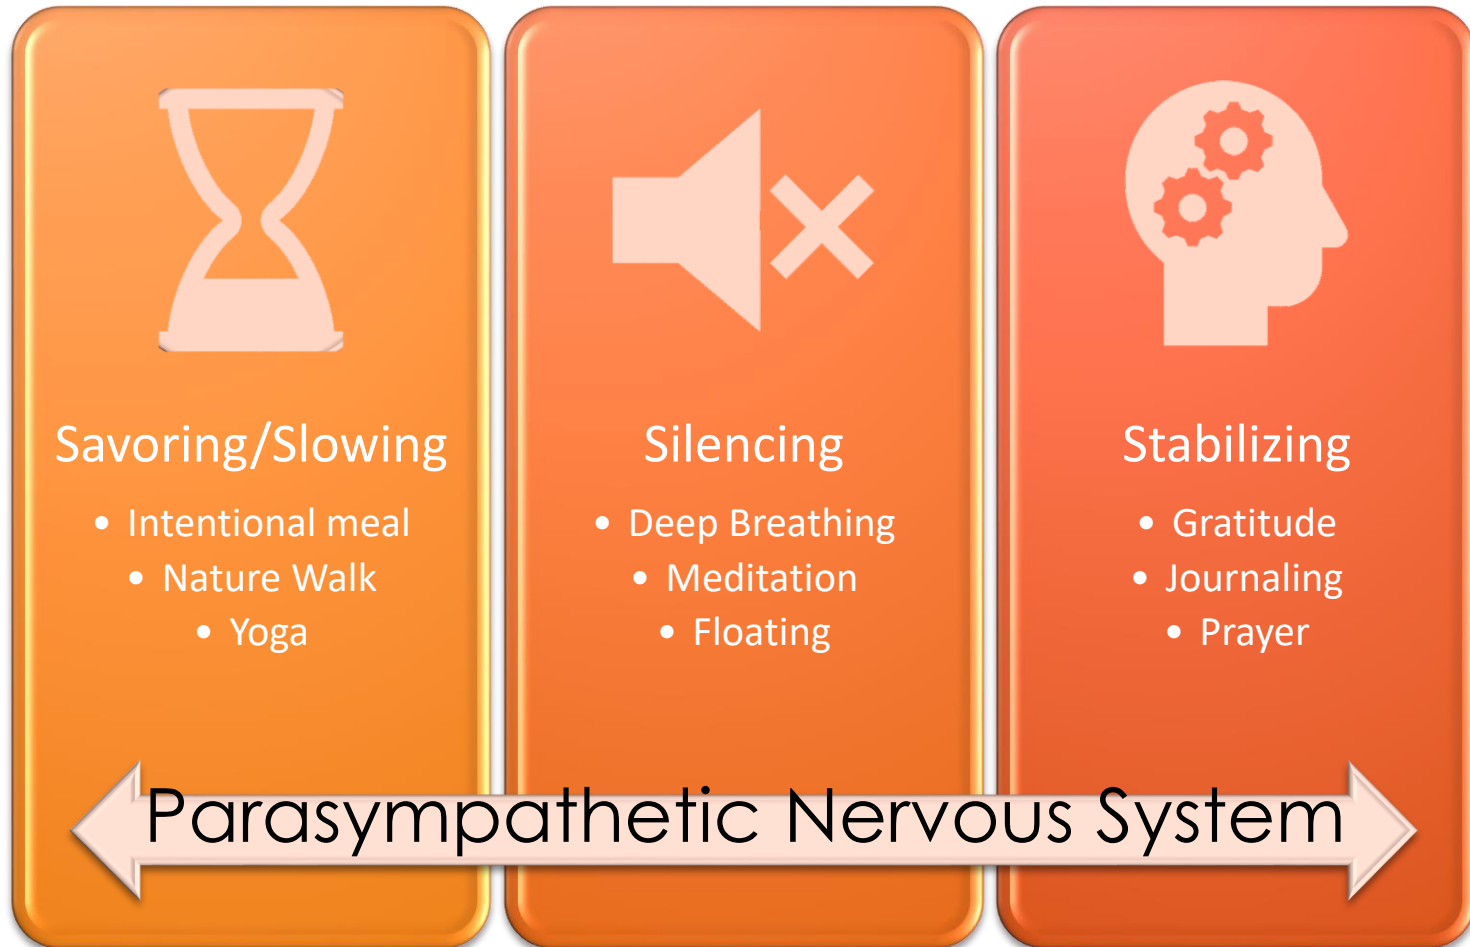 Savoring/Slowing
• Intentional meal
• Nature Walk
• Yoga
Silencing
• Deep Breathing
• Meditation
• Floating
Stabilizing
• Gratitude
• Journaling
• Prayer
Parasympathetic Nervous System